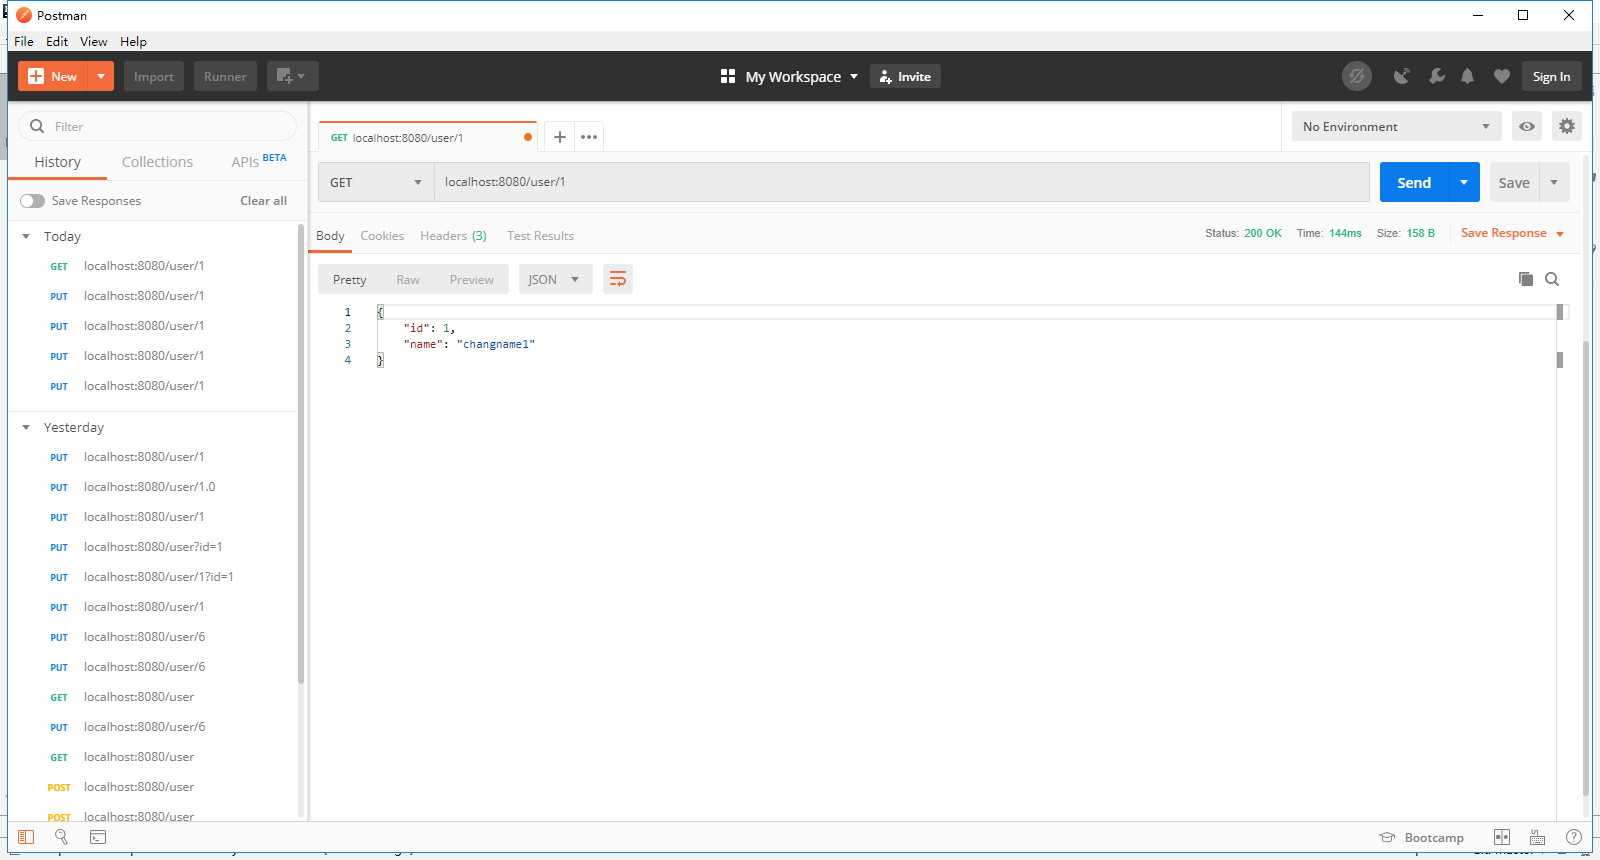 Postman
File Edit View Help
New Import Runner My Workspace Invite Sign In
Filter
History Collections APIs BETA
Save Responses Clear all
Today
GET localhost:8080/user/1
PUT localhost:8080/user/1
PUT localhost:8080/user/1
PUT localhost:8080/user/1
PUT localhost:8080/user/1
Yesterday
PUT localhost:8080/user/1
PUT localhost:8080/user/1.0
PUT localhost:8080/user/1
PUT localhost:8080/user?id=1
PUT localhost:8080/user/1?id=1
PUT localhost:8080/user/1
PUT localhost:8080/user/6
PUT localhost:8080/user/6
GET localhost:8080/user
PUT localhost:8080/user/6
GET localhost:8080/user
POST localhost:8080/user
POST localhost:8080/user
GET localhost:8080/user/1
No Environment
GET localhost:8080/user/1 Send Save
Body Cookies Headers (3) Test Results Status: 200 OK Time: 144ms Size: 158 B Save Response
Pretty Raw Preview JSON
1 {
2 "id": 1,
3 "name": "changname1"
4 }
Bootcamp